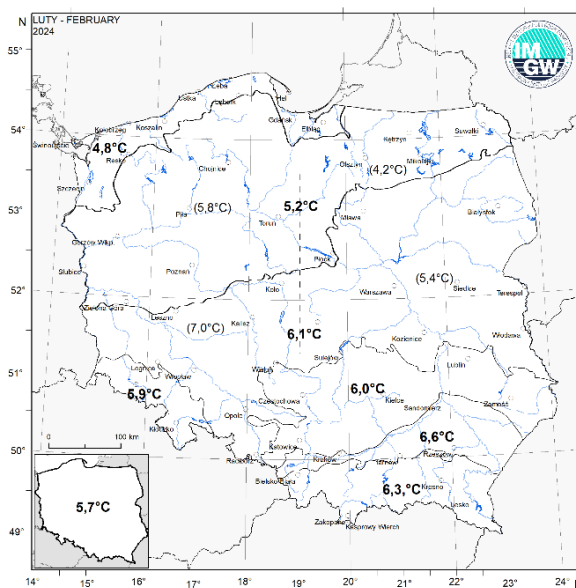 LUTY - FEBRUARY
2024
N
55°
54°
53°
52°
51°
50°
49°
IM
GW
Łeba
Ustka
Lębork
Hel
Gdańsk
Elbląg
Kętrzyn
Suwałki
Kołobrzeg
Koszalin
Świnoujście
4,8°C
Resko
Olsztyn
Mikołajki
(4,2°C)
Chojnice
Szczecin
(5,8°C)
5,2°C
Piła
Toruń
Mława
Białystok
Gorzów Wlkp
Płock
Poznań
Słubice
Koło
Warszawa
(5,4°C)
Siedlce
Terespol
Zielona Góra
Leszno
(7,0°C)
Kalisz
6,1°C
Sulejów
Kozienice
Włodawa
Legnica
Wrocław
Wieluń
Lublin
5,9°C
6,0°C
Kielce
Częstochowa
Sandomierz
Zamość
Opole
Kłodzko
6,6°C
Katowice
Racibórz
Kraków
Tarnów
Rzeszów
Bielsko-Biała
6,3,°C
Krosno
Lesko
Zakopane
Kasprowy Wierch
0 100 km
5,7°C
14° 15° 16° 17° 18° 19° 20° 21° 22° 23° 24°